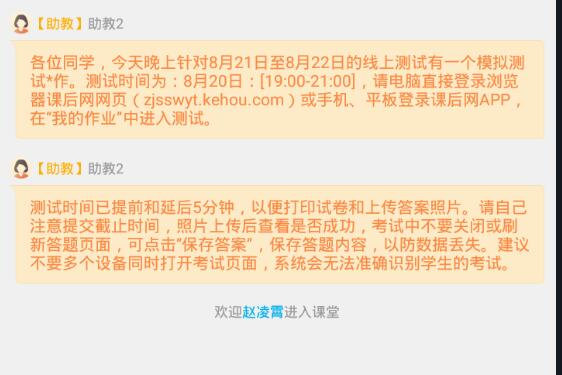 【助教】助教2
各位同学，今天晚上针对8月21日至8月22日的线上测试有一个模拟测
试*作。测试时间为：8月20日：[19:00-21:00]，请电脑直接登录浏览
器课后网网页（zjsswyt.kehou.com）或手机、平板登录课后网APP，
在“我的作业”中进入测试。
【助教】助教2
测试时间已提前和延后5分钟，以便打印试卷和上传答案照片。请自己
注意提交截止时间，照片上传后查看是否成功，考试中不要关闭或刷
新答题页面，可点击“保存答案”，保存答题内容，以防数据丢失。建议
不要多个设备同时打开考试页面，系统会无法准确识别学生的考试。
欢迎赵凌霄进入课堂